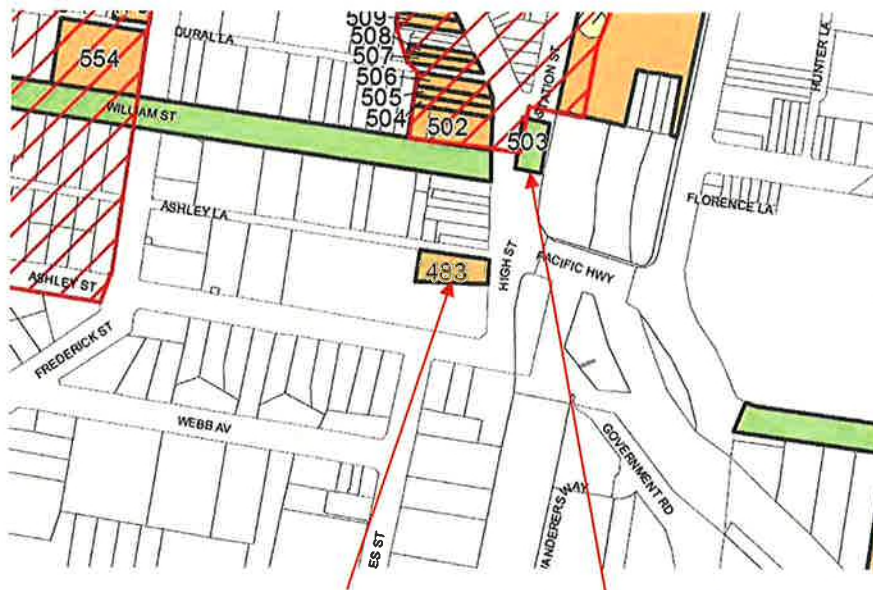 509
508
507
506
505
504
502
503
554
483
DURAL LA
STATION ST
HUNTER LA
WILLIAM ST
ASHLEY LA
FLORENCE LA
HIGH ST
PACIFIC HWY
ASHLEY ST
FREDERICK ST
WEBB AV
GOVERNMENT RD
WANDERERS WAY
ES ST